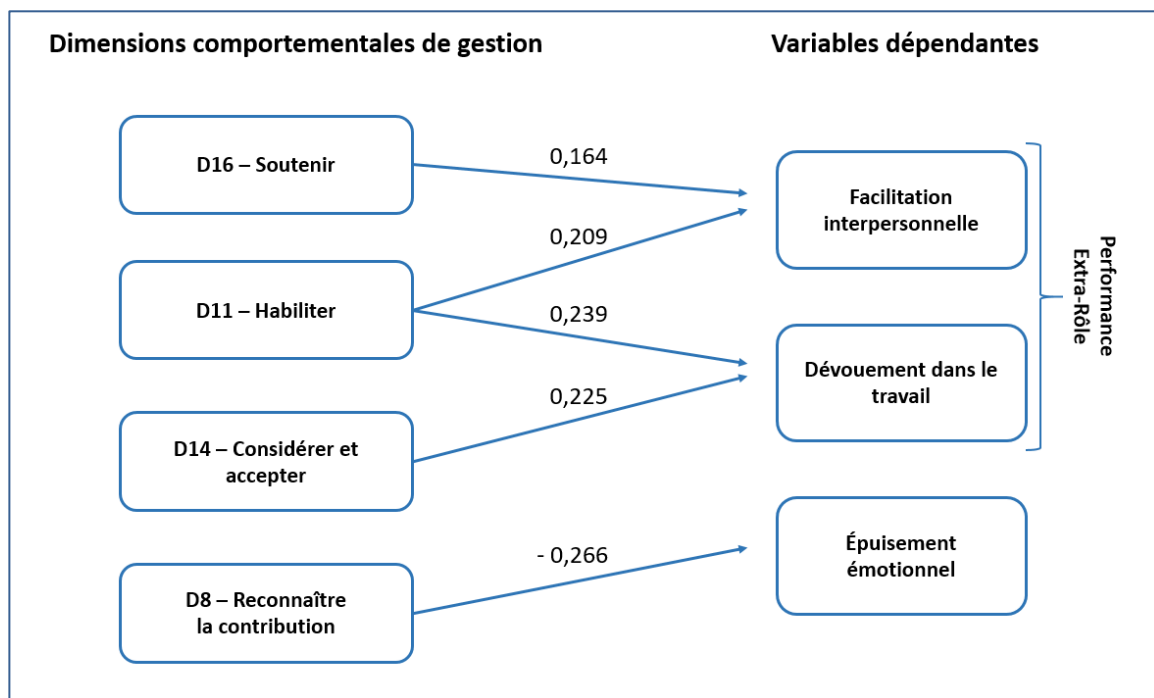 Dimensions comportementales de gestion
Variables dépendantes
D16 – Soutenir
0,164
Facilitation
interpersonnelle
D11 – Habiliter
0,209
0,239
Dévouement dans le
travail
D14 – Considérer et
accepter
0,225
Performance
Extra-Rôle
D8 – Reconnaître
la contribution
- 0,266
Épuisement
émotionnel